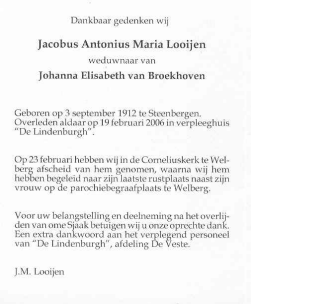 Dankbaar gedenken wij
Jacobus Antonius Maria Looijen
weduwnaar van
Johanna Elisabeth van Broekhoven
Geboren op 3 september 1912 te Steenbergen.
Overleden aldaar op 19 februari 2006 in verpleeghuis
"De Lindenburgh".
Op 23 februari hebben wij in de Corneliuskerk te Wel-
berg afscheid van hem genomen, waarna wij hem
hebben begeleid naar zijn laatste rustplaats naast zijn
vrouw op de parochiebegraafplaats te Welberg.
Voor uw belangstelling en deelneming na het overlij-
den van ome Sjaak betuigen wij u onze oprechte dank.
Een extra dankwoord aan het verplegend personeel
van "De Lindenburgh", afdeling De Veste.
J.M. Looijen